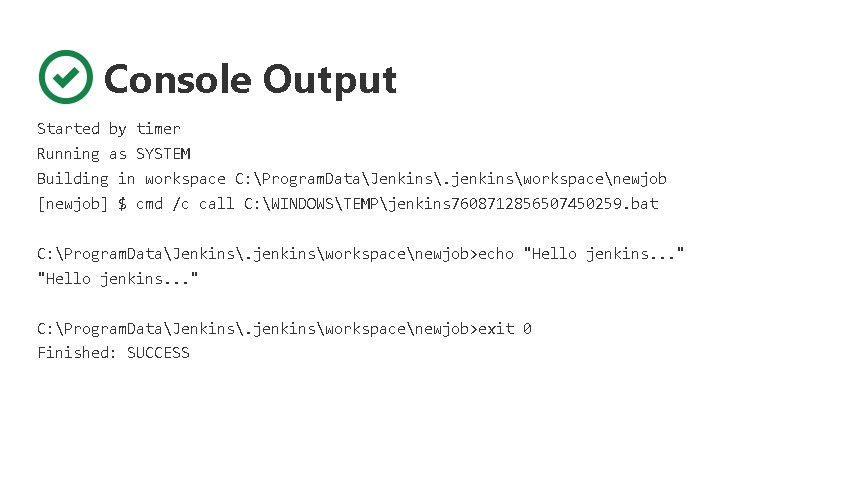 Console Output
Started by timer
Running as SYSTEM
Building in workspace C:\ProgramData\Jenkins\.jenkins\workspace\newjob
[newjob] $ cmd /c call C:\WINDOWS\TEMP\jenkins7608712856507450259.bat
C:\ProgramData\Jenkins\.jenkins\workspace\newjob>echo "Hello jenkins..."
"Hello jenkins..."
C:\ProgramData\Jenkins\.jenkins\workspace\newjob>exit 0
Finished: SUCCESS